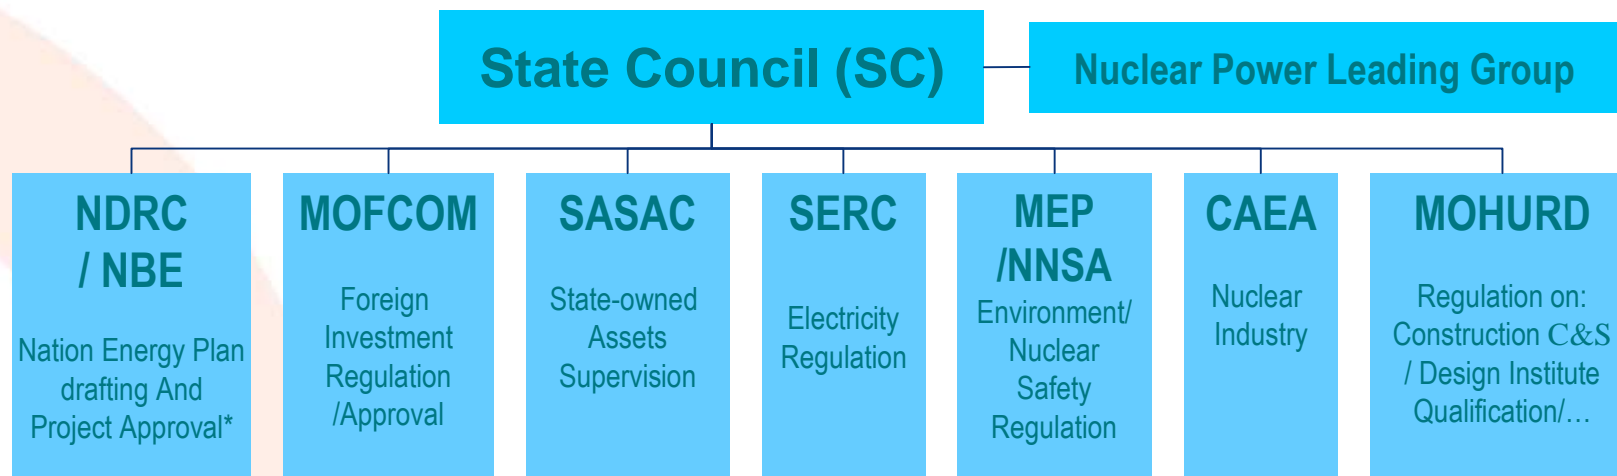 State Council (SC)
Nuclear Power Leading Group
NDRC
/ NBE
Nation Energy Plan
drafting And
Project Approval*
MOFCOM
Foreign
Investment
Regulation
/Approval
SASAC
State-owned
Assets
Supervision
SERC
Electricity
Regulation
MEP
/NNSA
Environment/
Nuclear
Safety
Regulation
CAEA
Nuclear
Industry
MOHURD
Regulation on:
Construction C&S
/ Design Institute
Qualification/…